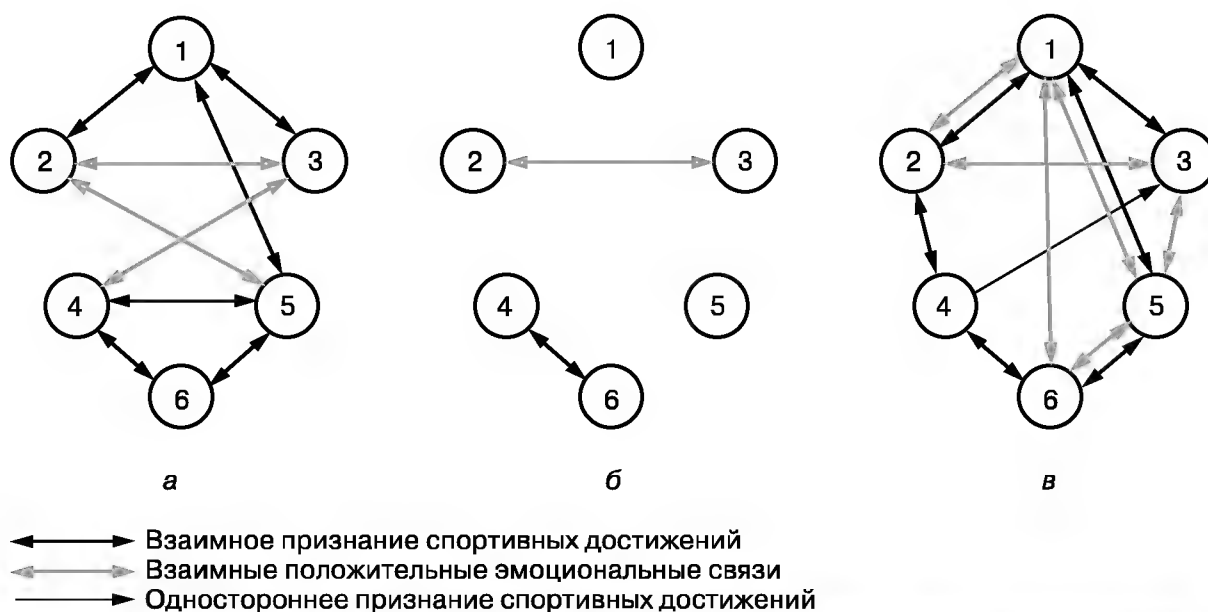 1 1 1
2 3 2 3 2 3
4 5 4 5 4 5
6 6 6
а б в
Взаимное признание спортивных достижений
Взаимные положительные эмоциональные связи
Одностороннее признание спортивных достижений